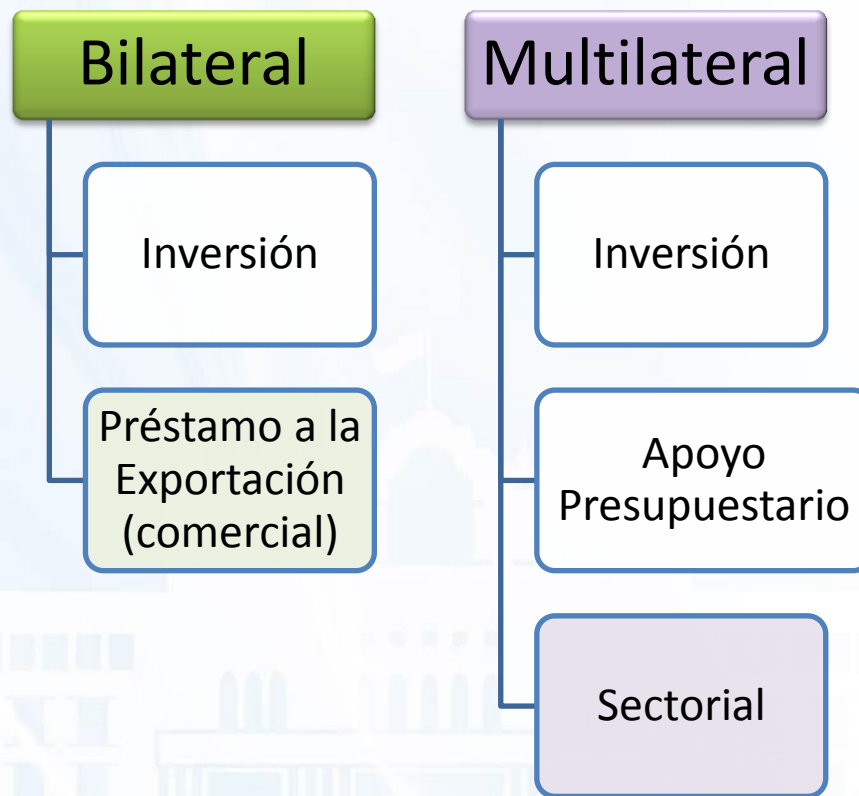 Bilateral
Inversión
Préstamo a la
Exportación
(comercial)
Multilateral
Inversión
Apoyo
Presupuestario
Sectorial